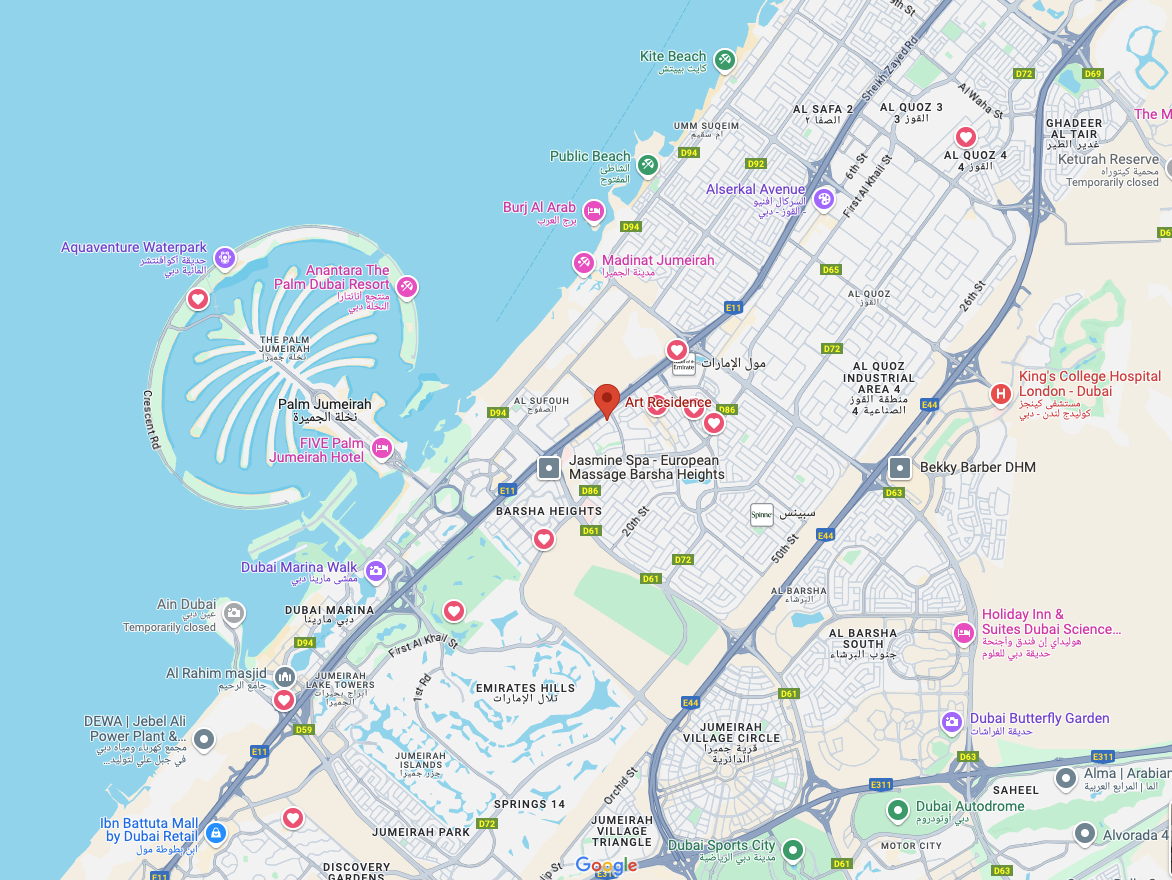 Kite Beach
كايت بييتش
UMM SUQEIM
أم سقيم
D94
D92
AL SAFA 2
الصفا ٢
Sheikh Zayed Rd
AL QUOZ 3
القوز 3
D72
D69
Al Waha St
GHADEER
AL TAIR
غدير الطير
The M
AL QUOZ 4
القوز 4
Keturah Reserve
محمية كيتوراه
Temporarily closed
Public Beach
الشاطئ
المفتوح
Alserkal Avenue
السركال افنيو
- القوز - دبي
6th St
First Al Khail St
Burj Al Arab
برج العرب
D94
Madinat Jumeirah
مدينة الجميرا
D65
AL QUOZ
القوز
26th St
Aquaventure Waterpark
حديقة اكوافنتشر
المائية دبي
Anantara The
Palm Dubai Resort
منتجع أنانتارا
النخلة دبي
E11
THE PALM
JUMEIRAH
نخلة جميرا
D72
مول الإمارات
AL QUOZ
INDUSTRIAL
AREA 4
منطقة القوز
الصناعية 4
King's College Hospital
London - Dubai
مستشفى كينجز
كوليدج لندن - دبي
E44
Crescent Rd
Palm Jumeirah
نخلة الجميرة
AL SUFOUH
الصفوح
D94
Art Residence
D86
FIVE Palm
Jumeirah Hotel
Jasmine Spa - European
Massage Barsha Heights
Bekky Barber DHM
D63
E11
D86
BARSHA HEIGHTS
D61
20th St
Spinne
سبينس
50th St
E44
D72
D61
Dubai Marina Walk
ممشى مارينا دبي
AL BARSHA
البرشاء
Ain Dubai
عين دبي
Temporarily closed
DUBAI MARINA
دبي مارينا
D94
First Al Khail St
AL BARSHA
SOUTH
جنوب البرشاء
Holiday Inn &
Suites Dubai Science...
هوليداي إن فندق وأجنحة
حديقة دبي للعلوم
Al Rahim masjid
جامع الرحيم
JUMEIRAH
LAKE TOWERS
أبراج بحيرات
الجميرا
1st Rd
EMIRATES HILLS
تلال الإمارات
E44
D61
DEWA | Jebel Ali
Power Plant &...
مجمع كهرباء ومياه دبي
في جبل علي لتوليد...
D59
E11
JUMEIRAH
VILLAGE CIRCLE
قرية جميرا
الدائرية
Dubai Butterfly Garden
حديقة الفراشات
JUMEIRAH
ISLANDS
جزر جميرا
D63
E311
E311
Alma | Arabian
ألما | المرابع العربية
SAHEEL
Orchid St
SPRINGS 14
Dubai Autodrome
دبي أوتودروم
Ibn Battuta Mall
by Dubai Retail
ابن بطوطة مول
JUMEIRAH PARK
D72
JUMEIRAH
VILLAGE
TRIANGLE
Dubai Sports City
مدينة دبي الرياضية
MOTOR CITY
Alvorada 4
DISCOVERY
GARDENS
E11
Google
D61
D63